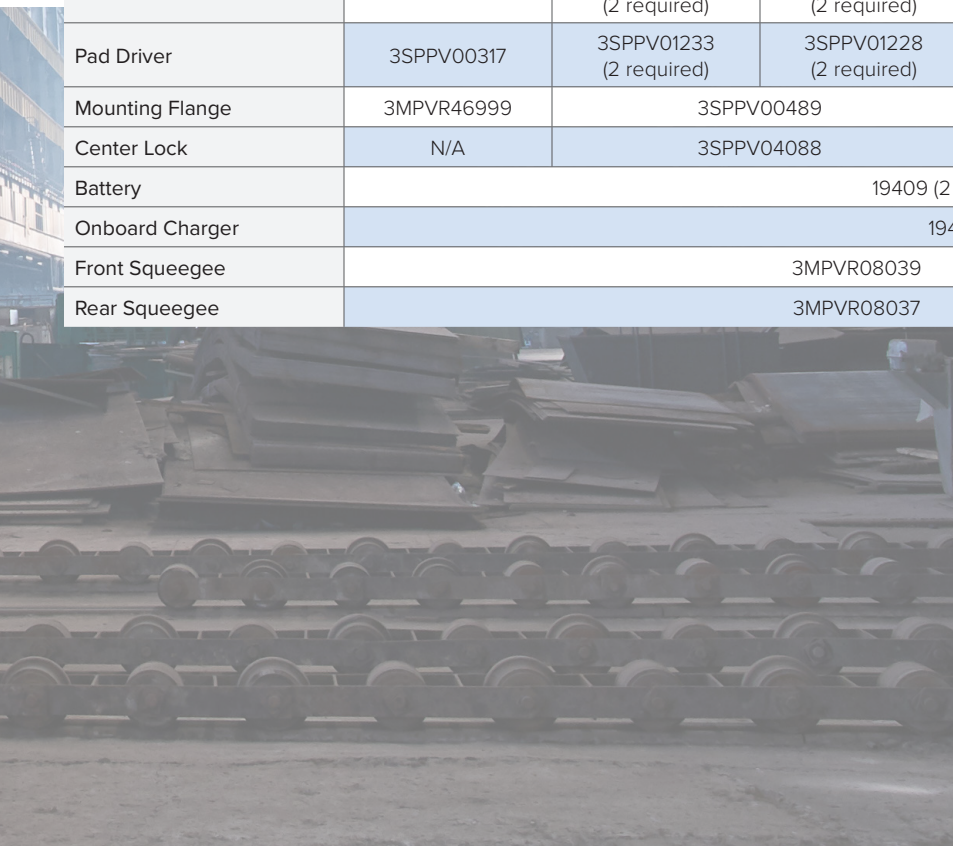 (2 required) (2 required)
Pad Driver 3SPPV00317 3SPPV01233 (2 required) 3SPPV01228 (2 required)
Mounting Flange 3MPVR46999 3SPPV00489
Center Lock N/A 3SPPV04088
Battery 19409 (2
Onboard Charger 194
Front Squeegee 3MPVR08039
Rear Squeegee 3MPVR08037